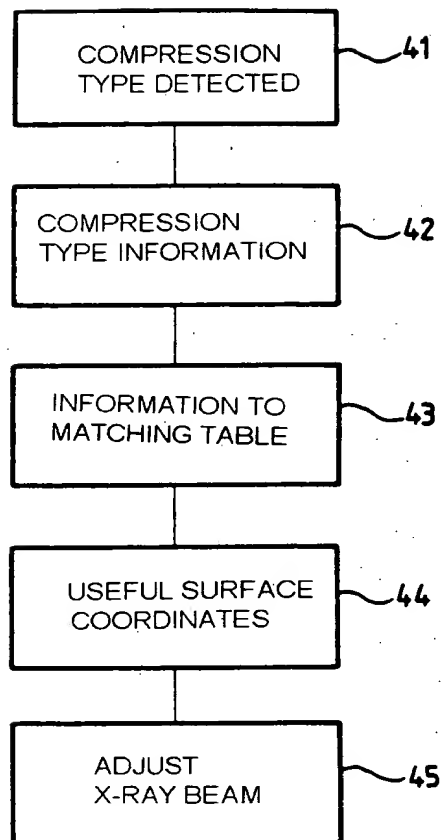 COMPRESSION
TYPE DETECTED
41
COMPRESSION
TYPE INFORMATION
42
INFORMATION TO
MATCHING TABLE
43
USEFUL SURFACE
COORDINATES
44
ADJUST
X-RAY BEAM
45